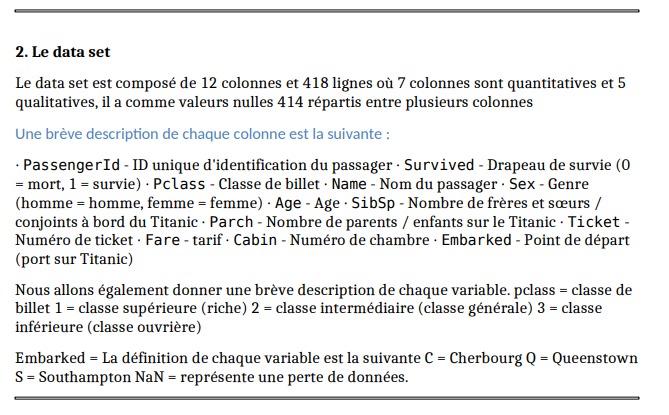 2. Le data set
Le data set est composé de 12 colonnes et 418 lignes où 7 colonnes sont quantitatives et 5
qualitatives, il a comme valeurs nulles 414 répartis entre plusieurs colonnes
Une brève description de chaque colonne est la suivante :
· PassengerId - ID unique d'identification du passager · Survived - Drapeau de survie (0
= mort, 1 = survie) · Pclass - Classe de billet · Name - Nom du passager · Sex - Genre
(homme = homme, femme = femme) · Age - Age · SibSp - Nombre de frères et sœurs /
conjoints à bord du Titanic · Parch - Nombre de parents / enfants sur le Titanic · Ticket -
Numéro de ticket · Fare - tarif · Cabin - Numéro de chambre · Embarked - Point de départ
(port sur Titanic)
Nous allons également donner une brève description de chaque variable. pclass = classe de
billet 1 = classe supérieure (riche) 2 = classe intermédiaire (classe générale) 3 = classe
inférieure (classe ouvrière)
Embarked = La définition de chaque variable est la suivante C = Cherbourg Q = Queenstown
S = Southampton NaN = représente une perte de données.